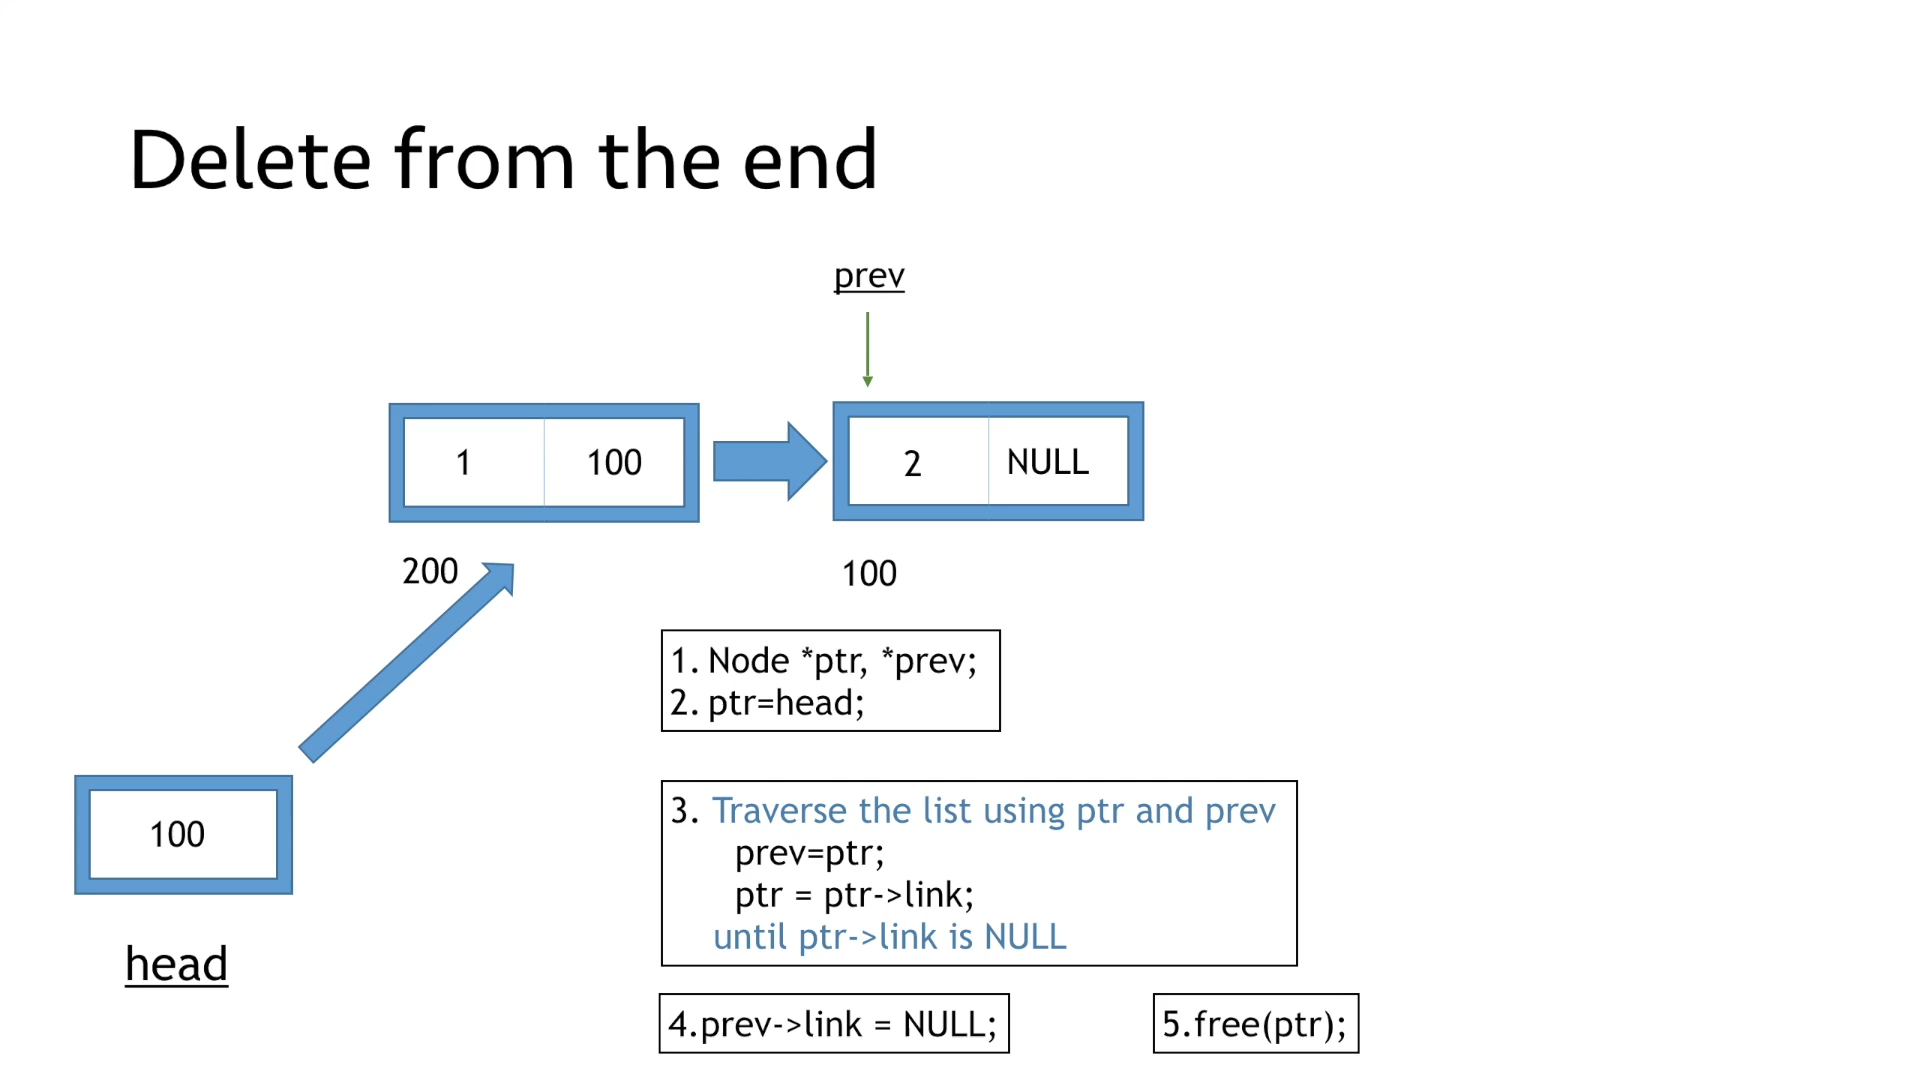 Delete from the end
prev
1 100
2 NULL
200
100
1. Node *ptr, *prev;
2. ptr=head;
100
head
3. Traverse the list using ptr and prev
prev=ptr;
ptr = ptr->link;
until ptr->link is NULL
4.prev->link = NULL;
5.free(ptr);